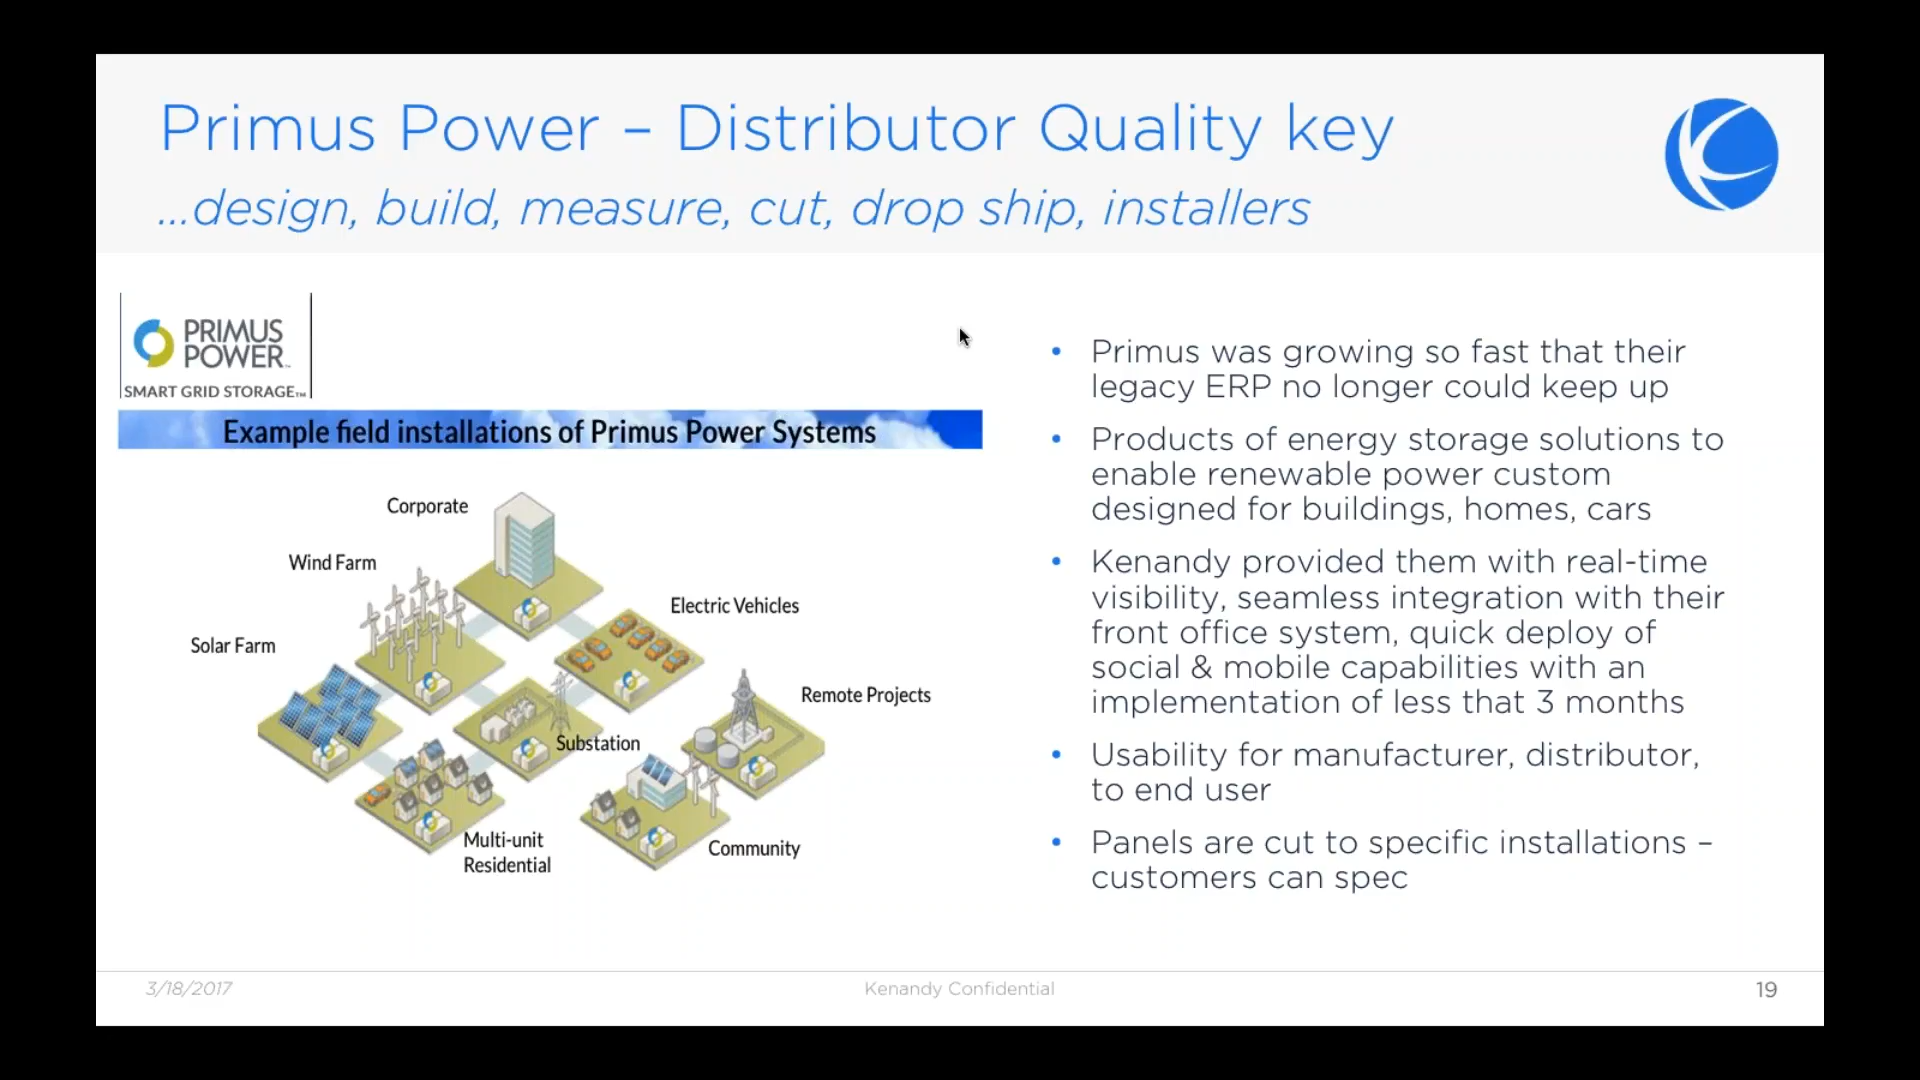 Primus Power – Distributor Quality key
...design, build, measure, cut, drop ship, installers
PRIMUS
POWER™
SMART GRID STORAGE™
Example field installations of Primus Power Systems
Corporate
Wind Farm
Electric Vehicles
Solar Farm
Remote Projects
Substation
Multi-unit
Residential
Community
• Primus was growing so fast that their
legacy ERP no longer could keep up
• Products of energy storage solutions to
enable renewable power custom
designed for buildings, homes, cars
• Kenandy provided them with real-time
visibility, seamless integration with their
front office system, quick deploy of
social & mobile capabilities with an
implementation of less that 3 months
• Usability for manufacturer, distributor,
to end user
• Panels are cut to specific installations –
customers can spec
3/18/2017
Kenandy Confidential
19